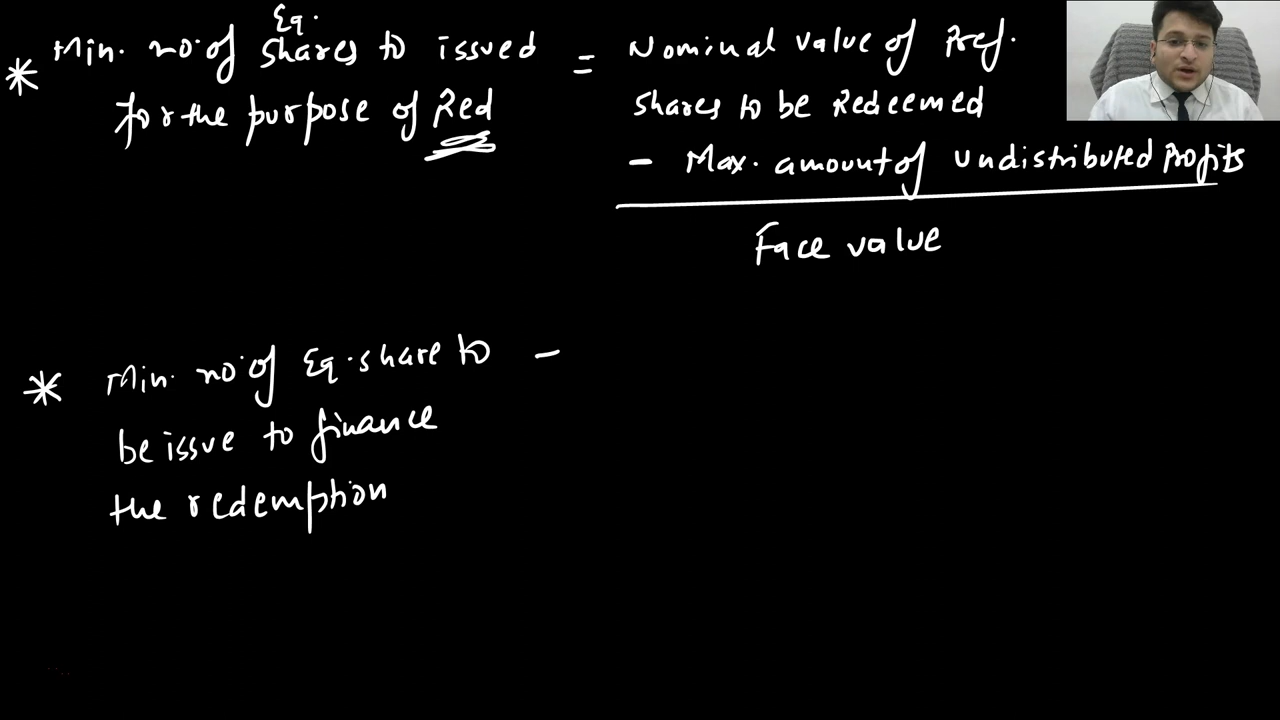 * Min. no. of Eq. shares to issued = Nominal value of Pref.
for the purpose of Red shares to be Redeemed
- Max. amount of undistributed Profits
Face value
* Min. no. of Eq. share to -
be issue to finance
the redemption